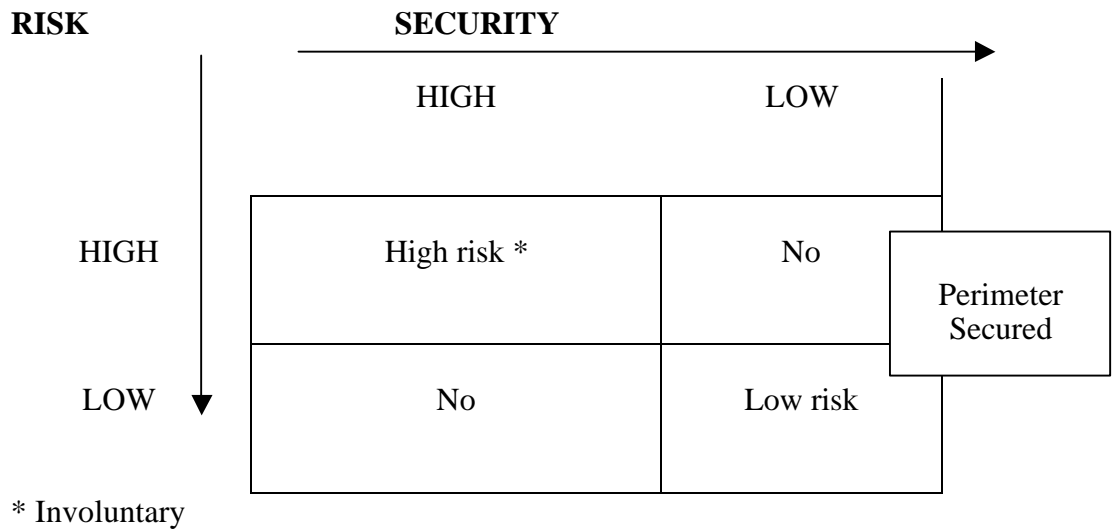 RISK SECURITY
HIGH LOW
HIGH High risk * No
Perimeter
Secured
LOW No Low risk
* Involuntary